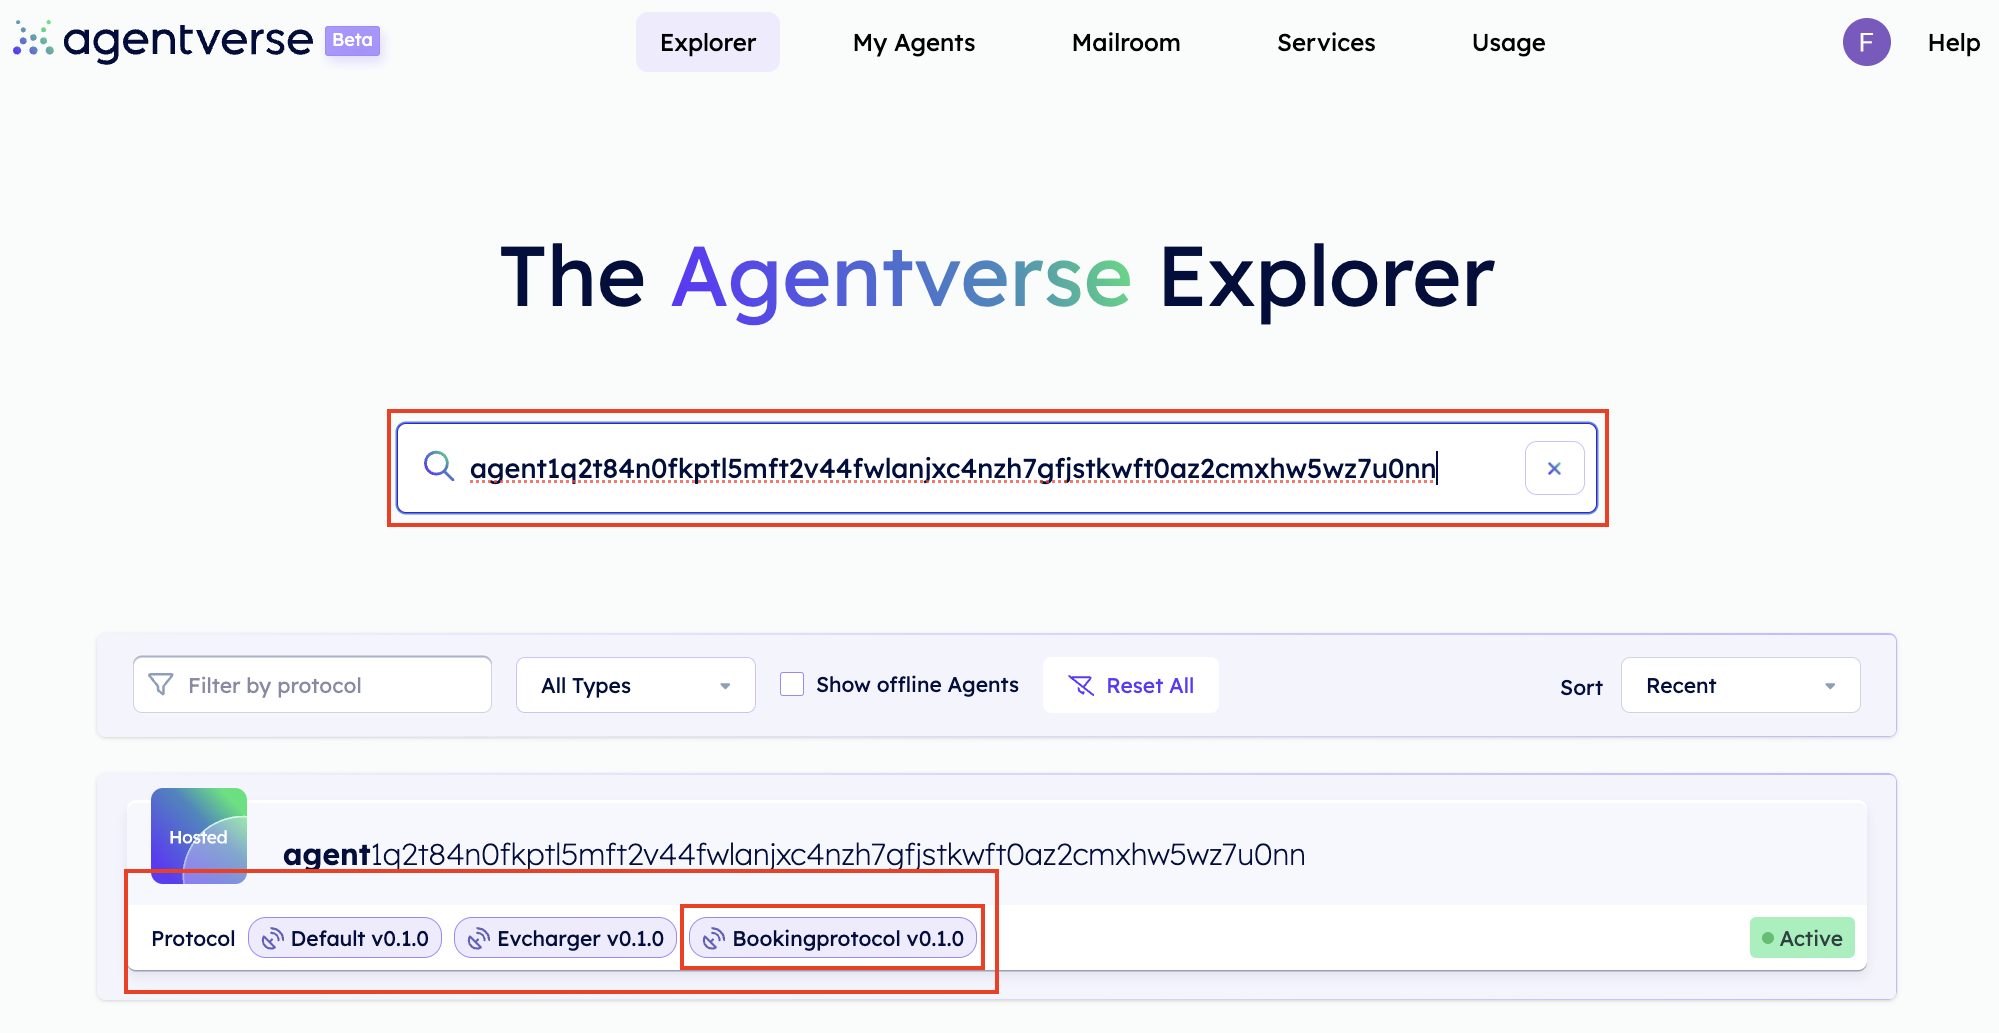 agentverse Beta Explorer My Agents Mailroom Services Usage F Help
The Agentverse Explorer
agent1q2t84n0fkptl5mft2v44fwlanjxc4nzh7gfjstkwft0az2cmxhw5wz7u0nn
Filter by protocol All Types Show offline Agents Reset All Sort Recent
Hosted
agent1q2t84n0fkptl5mft2v44fwlanjxc4nzh7gfjstkwft0az2cmxhw5wz7u0nn
Protocol Default v0.1.0 Evcharger v0.1.0 Bookingprotocol v0.1.0 Active